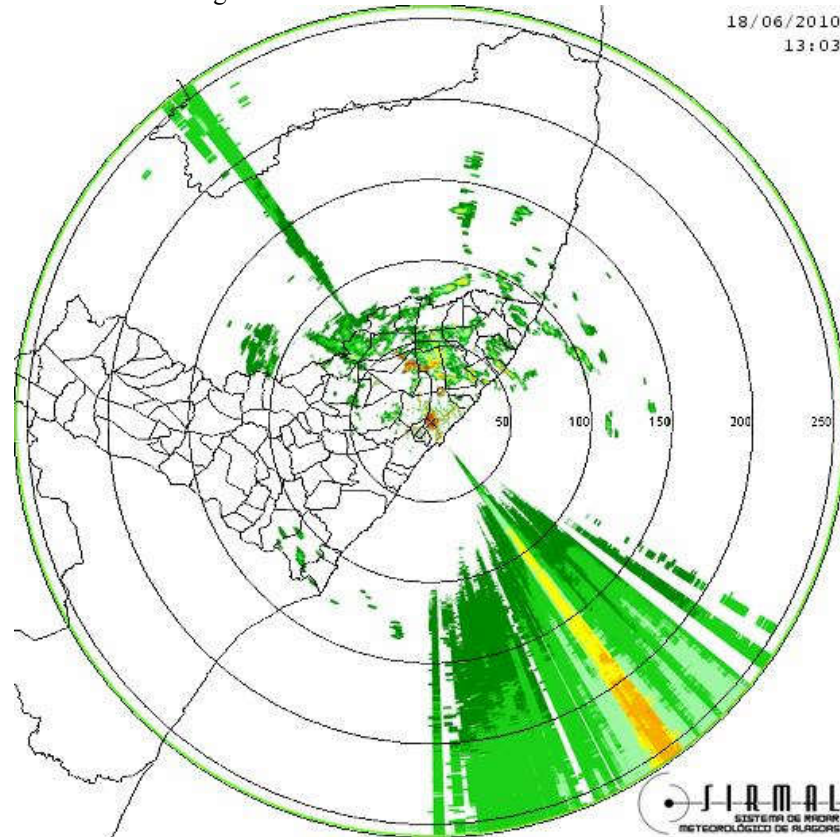 18/06/2010
13:03
50 100 150 200 250
SIRMAL
SISTEMA DE RADAR
METEOROLÓGICO DE ALAGOAS